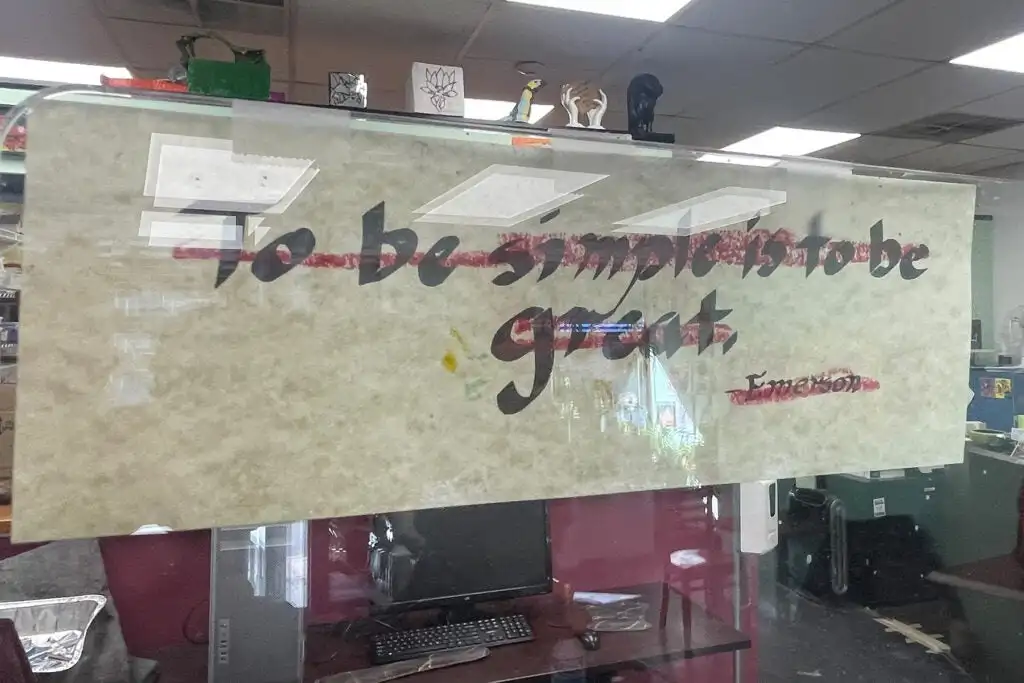 To be simple is to be
great.
Emerson